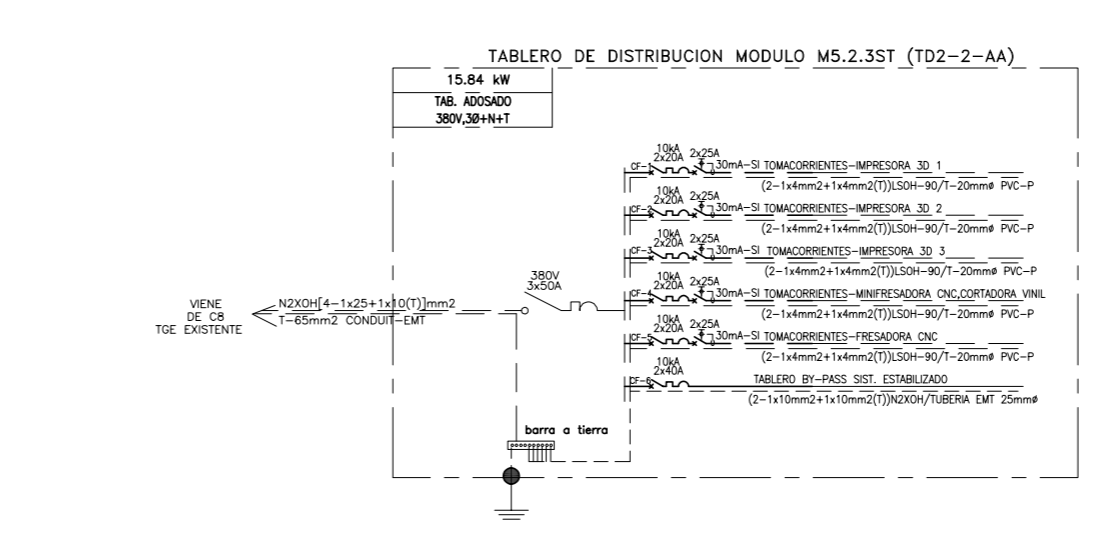 TABLERO DE DISTRIBUCION MODULO M5.2.3ST (TD2-2-AA)
15.84 kW
TAB. ADOSADO
380V,3Ø+N+T
10kA
2x20A 2x25A
CF-1 30mA-SI TOMACORRIENTES-IMPRESORA 3D 1
(2-1x4mm2+1x4mm2(T))LSOH-90/T-20mmø PVC-P
10kA
2x20A 2x25A
CF-2 30mA-SI TOMACORRIENTES-IMPRESORA 3D 2
(2-1x4mm2+1x4mm2(T))LSOH-90/T-20mmø PVC-P
10kA
2x20A 2x25A
CF-3 30mA-SI TOMACORRIENTES-IMPRESORA 3D 3
(2-1x4mm2+1x4mm2(T))LSOH-90/T-20mmø PVC-P
10kA
2x20A 2x25A
CF-4 30mA-SI TOMACORRIENTES-MINIFRESADORA CNC,CORTADORA VINIL
(2-1x4mm2+1x4mm2(T))LSOH-90/T-20mmø PVC-P
10kA
2x20A 2x25A
CF-5 30mA-SI TOMACORRIENTES-FRESADORA CNC
(2-1x4mm2+1x4mm2(T))LSOH-90/T-20mmø PVC-P
10kA
2x40A
CF-6 TABLERO BY-PASS SIST. ESTABILIZADO
(2-1x10mm2+1x10mm2(T))N2XOH/TUBERIA EMT 25mmø
380V
3x50A
VIENE
DE C8
TGE EXISTENTE
N2XOH[4-1x25+1x10(T)]mm2
T-65mm2 CONDUIT-EMT
barra a tierra